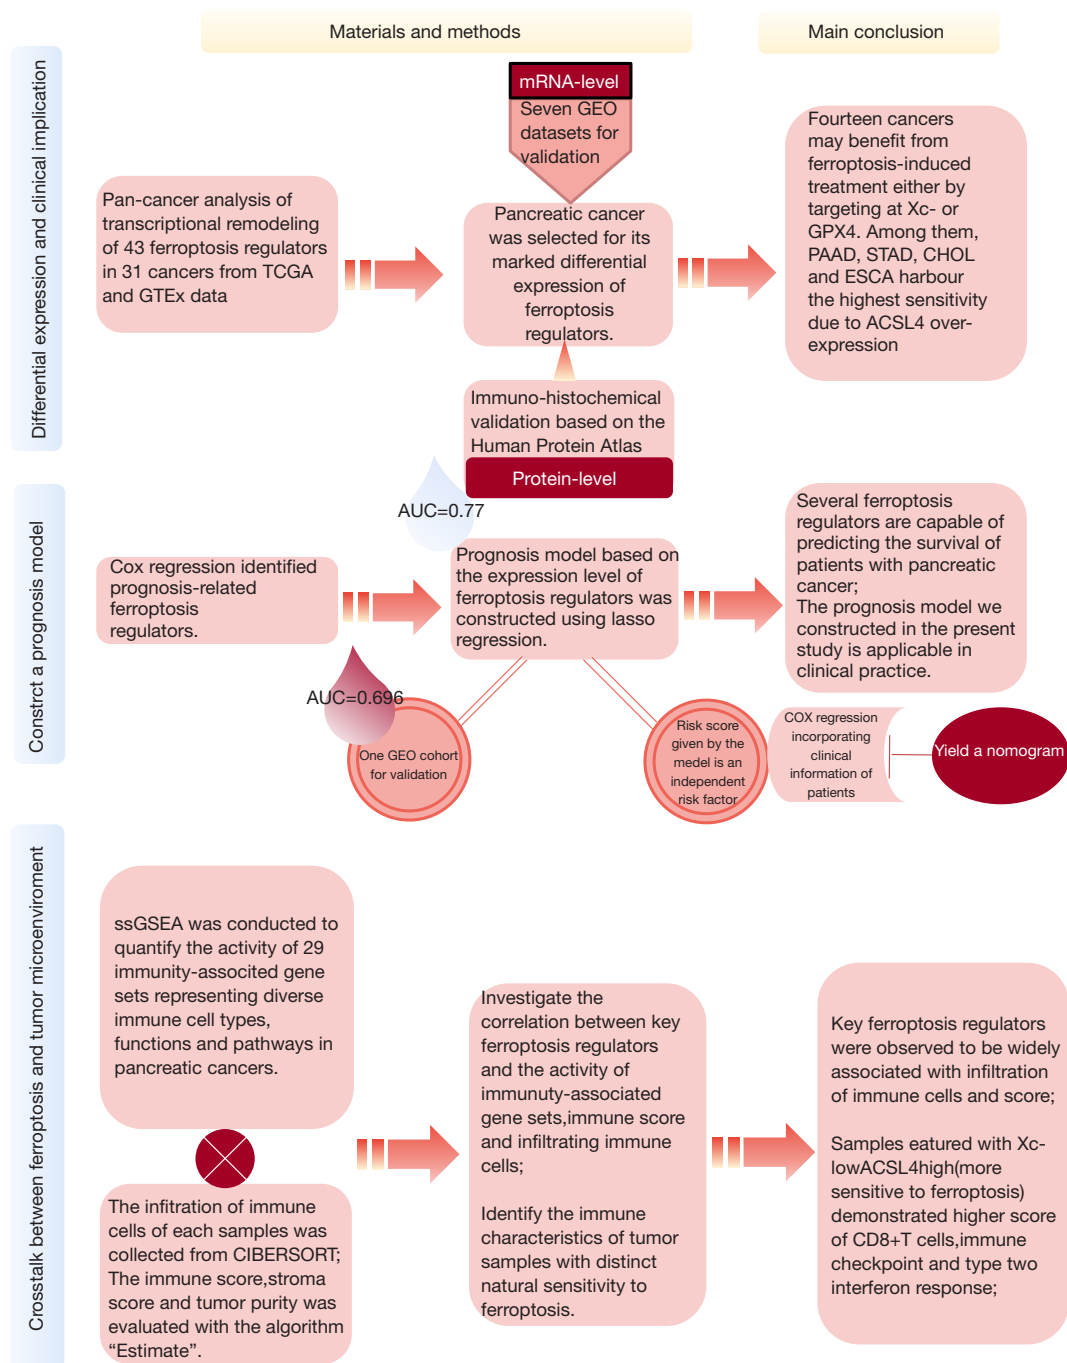 Materials and methods
Main conclusion
Differential expression and clinical implication
mRNA-level
Seven GEO
datasets for
validation
Pan-cancer analysis of
transcriptional remodeling
of 43 ferroptosis regulators
in 31 cancers from TCGA
and GTEx data
Pancreatic cancer
was selected for its
marked differential
expression of
ferroptosis
regulators.
Fourteen cancers
may benefit from
ferroptosis-induced
treatment either by
targeting at Xc- or
GPX4. Among them,
PAAD, STAD, CHOL
and ESCA harbour
the highest sensitivity
due to ACSL4 over-
expression
Immuno-histochemical
validation based on the
Human Protein Atlas
Protein-level
Constrct a prognosis model
AUC=0.77
Cox regression identified
prognosis-related
ferroptosis
regulators.
Prognosis model based on
the expression level of
ferroptosis regulators was
constructed using lasso
regression.
Several ferroptosis
regulators are capable of
predicting the survival of
patients with pancreatic
cancer;
The prognosis model we
constructed in the present
study is applicable in
clinical practice.
AUC=0.696
One GEO cohort
for validation
Risk score
given by the
medel is an
independent
risk factor
COX regression
incorporating
clinical
information of
patients
Yield a nomogram
Crosstalk between ferroptosis and tumor microenviroment
ssGSEA was conducted to
quantify the activity of 29
immunity-associted gene
sets representing diverse
immune cell types,
functions and pathways in
pancreatic cancers.
The infitration of immune
cells of each samples was
collected from CIBERSORT;
The immune score,stroma
score and tumor purity was
evaluated with the algorithm
“Estimate”.
Investigate the
correlation between key
ferroptosis regulators
and the activity of
immunuty-associated
gene sets,immune score
and infiltrating immune
cells;
Identify the immune
characteristics of tumor
samples with distinct
natural sensitivity to
ferroptosis.
Key ferroptosis regulators
were observed to be widely
associated with infiltration
of immune cells and score;
Samples eatured with Xc-
lowACSL4high(more
sensitive to ferroptosis)
demonstrated higher score
of CD8+T cells,immune
checkpoint and type two
interferon response;